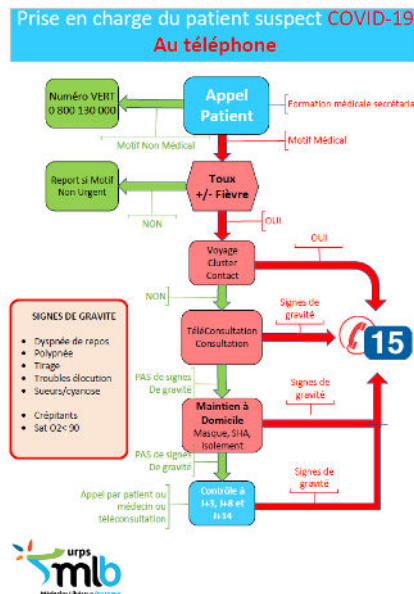 Prise en charge du patient suspect COVID-19
Au téléphone
Numéro VERT
0 800 130 000
Appel
Patient
Formation médicale secrétariat
Motif Non Médical
Motif Médical
Report si Motif
Non Urgent
Toux
+/- Fièvre
NON
OUI
Voyage
Cluster
Contact
OUI
NON
SIGNES DE GRAVITE
Dyspnée de repos
Polypnée
Tirage
Troubles élocution
Sueurs/cyanose
Crépitants
Sat O2< 90
TéléConsultation
Consultation
Signes de
gravité
15
PAS de signes
De gravité
Maintien à
Domicile
Masque, SHA,
Isolement
Signes de
gravité
PAS de signes
De gravité
Appel par patient ou
médecin ou
téléconsultation
Contrôle à
J+3, J+8 et
J+14
Signes de
gravité
urps
mlb
Médecins Libéraux Bretagne